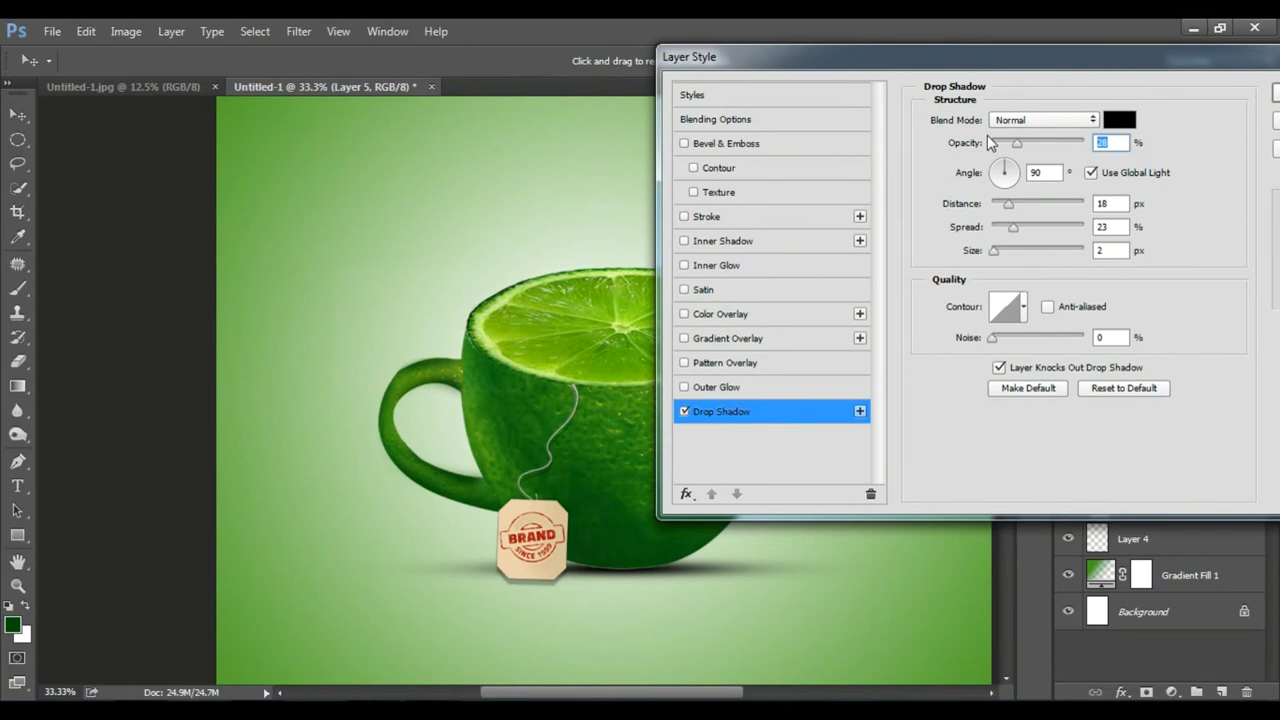 Ps File Edit Image Layer Type Select Filter View Window Help
Click and drag to re
Layer Style
Untitled-1.jpg @ 12.5% (RGB/8) × Untitled-1 @ 33.3% (Layer 5, RGB/8) * ×
Styles
Blending Options
Bevel & Emboss
Contour
Texture
Stroke
Inner Shadow
Inner Glow
Satin
Color Overlay
Gradient Overlay
Pattern Overlay
Outer Glow
Drop Shadow
fx
Drop Shadow
Structure
Blend Mode: Normal
Opacity: 28 %
Angle: 90 ° Use Global Light
Distance: 18 px
Spread: 23 %
Size: 2 px
Quality
Contour: Anti-aliased
Noise: 0 %
Layer Knocks Out Drop Shadow
Make Default Reset to Default
BRAND
SINCE 1999
Layer 4
Gradient Fill 1
Background
33.33% Doc: 24.9M/24.7M
fx